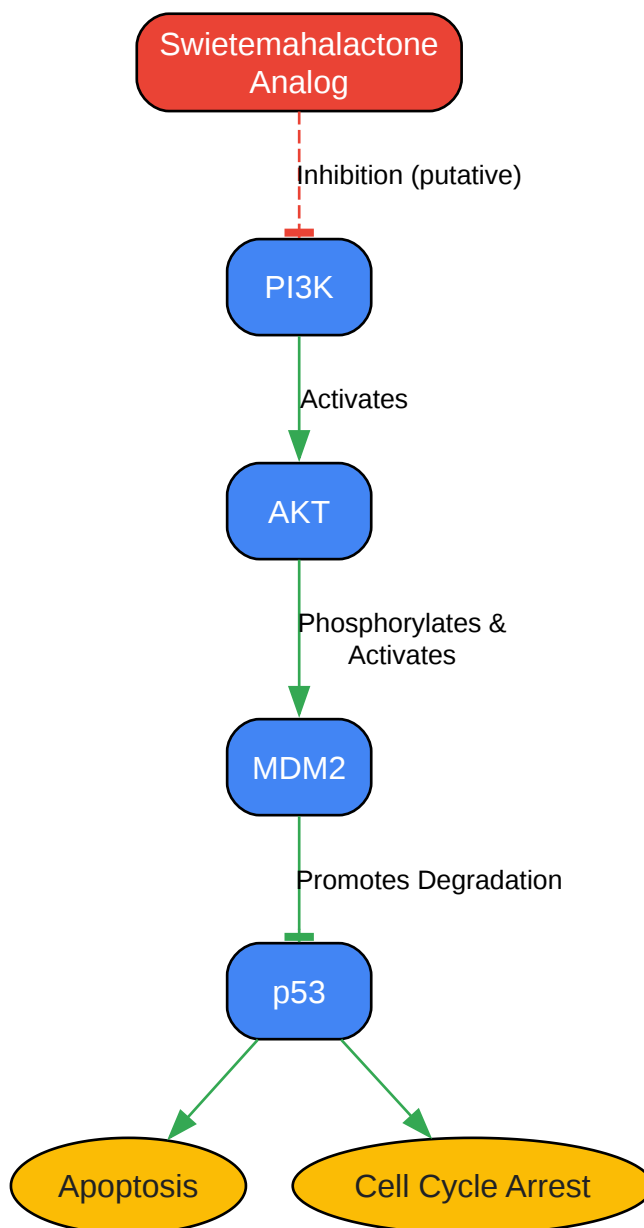 Swietemahalactone
Analog
Inhibition (putative)
PI3K
Activates
AKT
Phosphorylates &
Activates
MDM2
Promotes Degradation
p53
Apoptosis
Cell Cycle Arrest